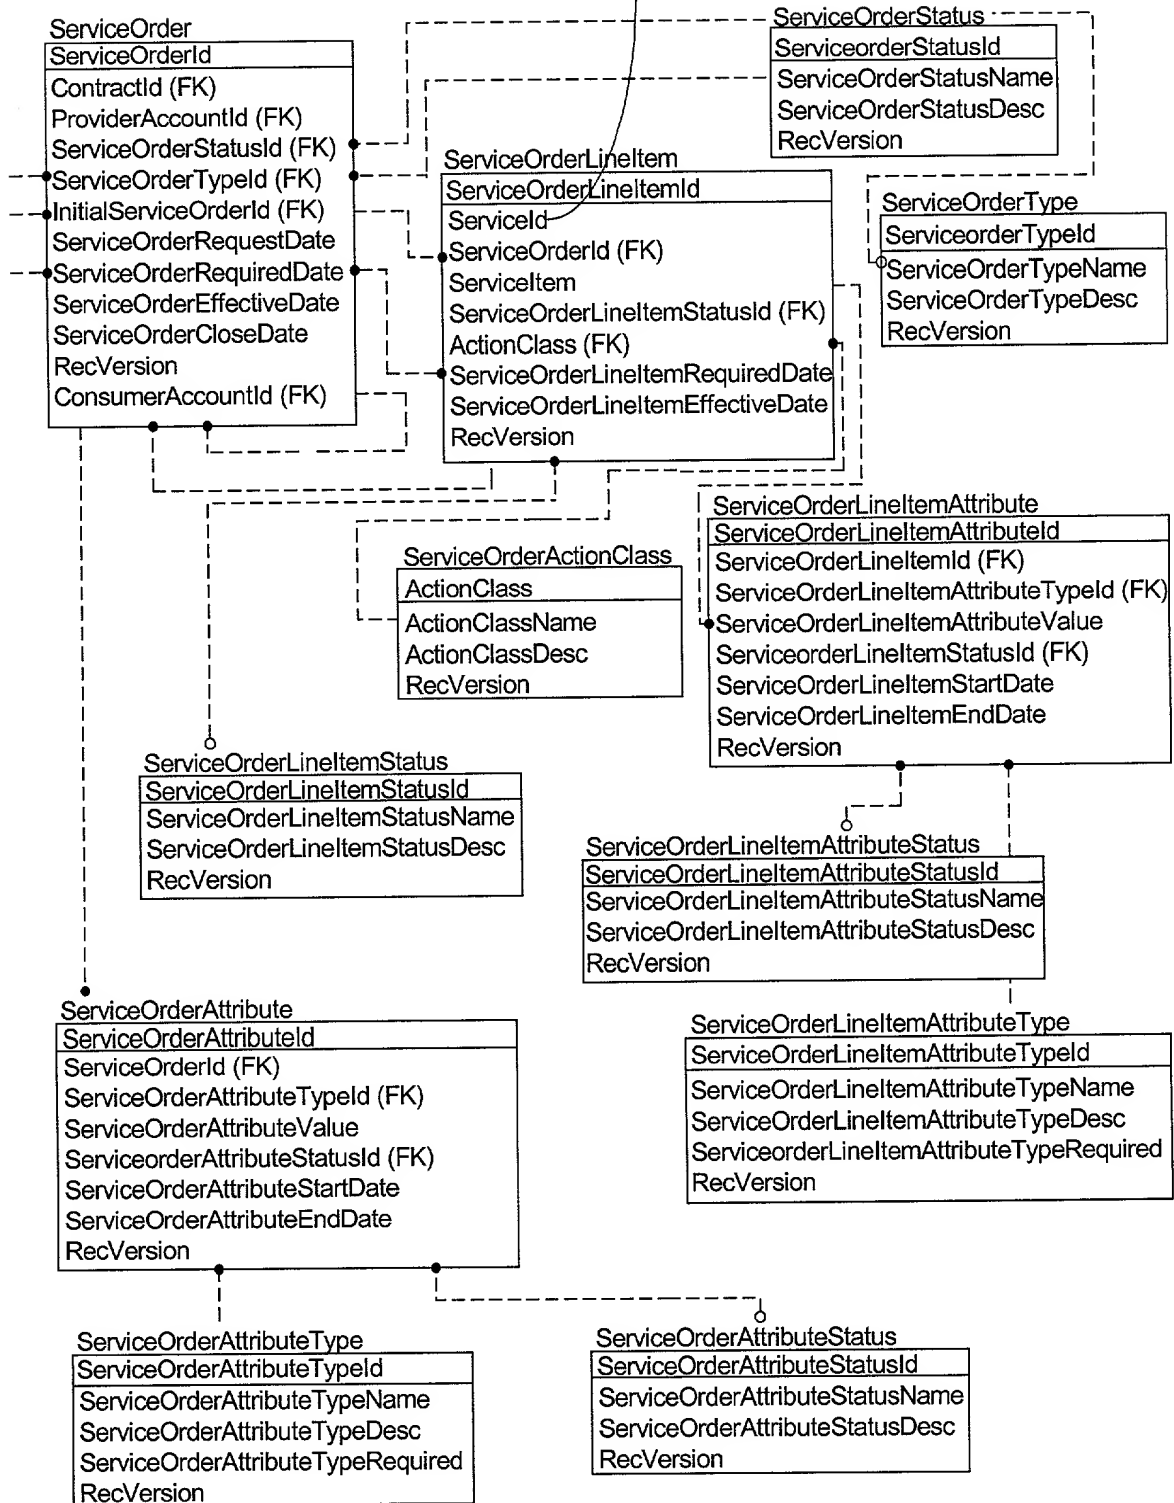 ServiceOrder
ServiceOrderId
ContractId (FK)
ProviderAccountId (FK)
ServiceOrderStatusId (FK)
ServiceOrderTypeId (FK)
InitialServiceOrderId (FK)
ServiceOrderRequestDate
ServiceOrderRequiredDate
ServiceOrderEffectiveDate
ServiceOrderCloseDate
RecVersion
ConsumerAccountId (FK)
ServiceOrderStatus
ServiceorderStatusId
ServiceOrderStatusName
ServiceOrderStatusDesc
RecVersion
ServiceOrderLineItem
ServiceOrderLineItemId
ServiceId
ServiceOrderId (FK)
ServiceItem
ServiceOrderLineItemStatusId (FK)
ActionClass (FK)
ServiceOrderLineItemRequiredDate
ServiceOrderLineItemEffectiveDate
RecVersion
ServiceOrderType
ServiceorderTypeId
ServiceOrderTypeName
ServiceOrderTypeDesc
RecVersion
ServiceOrderActionClass
ActionClass
ActionClassName
ActionClassDesc
RecVersion
ServiceOrderLineItemAttribute
ServiceOrderLineItemAttributeId
ServiceOrderLineItemId (FK)
ServiceOrderLineItemAttributeTypeId (FK)
ServiceOrderLineItemAttributeValue
ServiceorderLineItemStatusId (FK)
ServiceOrderLineItemStartDate
ServiceOrderLineItemEndDate
RecVersion
ServiceOrderLineItemStatus
ServiceOrderLineItemStatusId
ServiceOrderLineItemStatusName
ServiceOrderLineItemStatusDesc
RecVersion
ServiceOrderLineItemAttributeStatus
ServiceOrderLineItemAttributeStatusId
ServiceOrderLineItemAttributeStatusName
ServiceOrderLineItemAttributeStatusDesc
RecVersion
ServiceOrderAttribute
ServiceOrderAttributeId
ServiceOrderId (FK)
ServiceOrderAttributeTypeId (FK)
ServiceOrderAttributeValue
ServiceorderAttributeStatusId (FK)
ServiceOrderAttributeStartDate
ServiceOrderAttributeEndDate
RecVersion
ServiceOrderLineItemAttributeType
ServiceOrderLineItemAttributeTypeId
ServiceOrderLineItemAttributeTypeName
ServiceOrderLineItemAttributeTypeDesc
ServiceorderLineItemAttributeTypeRequired
RecVersion
ServiceOrderAttributeType
ServiceOrderAttributeTypeId
ServiceOrderAttributeTypeName
ServiceOrderAttributeTypeDesc
ServiceOrderAttributeTypeRequired
RecVersion
ServiceOrderAttributeStatus
ServiceOrderAttributeStatusId
ServiceOrderAttributeStatusName
ServiceOrderAttributeStatusDesc
RecVersion